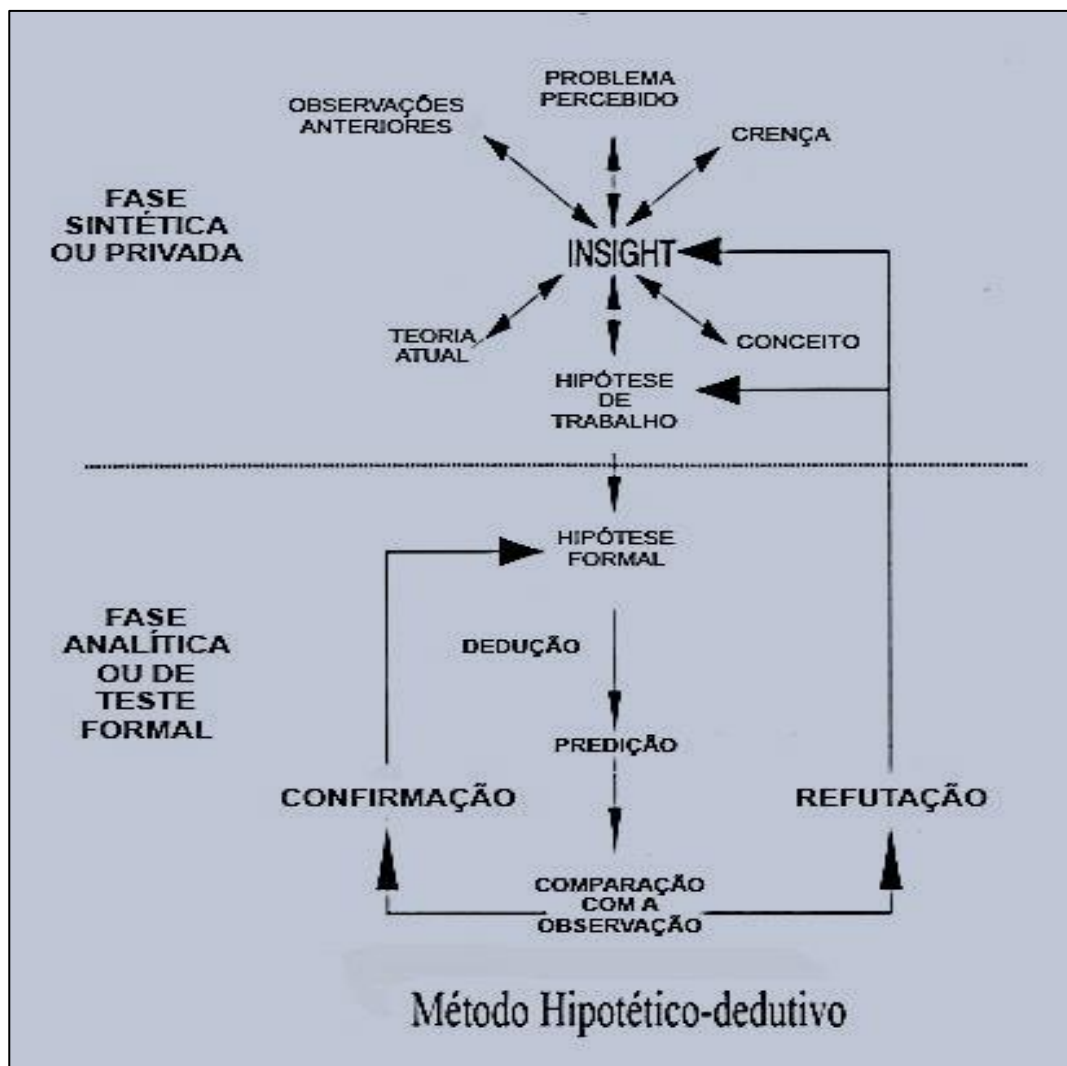 PROBLEMA
PERCEBIDO
OBSERVAÇÕES
ANTERIORES
CRENÇA
FASE
SINTÉTICA
OU PRIVADA
INSIGHT
TEORIA
ATUAL
CONCEITO
HIPÓTESE
DE
TRABALHO
HIPÓTESE
FORMAL
FASE
ANALÍTICA
OU DE
TESTE
FORMAL
DEDUÇÃO
PREDIÇÃO
CONFIRMAÇÃO
REFUTAÇÃO
COMPARAÇÃO
COM A
OBSERVAÇÃO
Método Hipotético-dedutivo